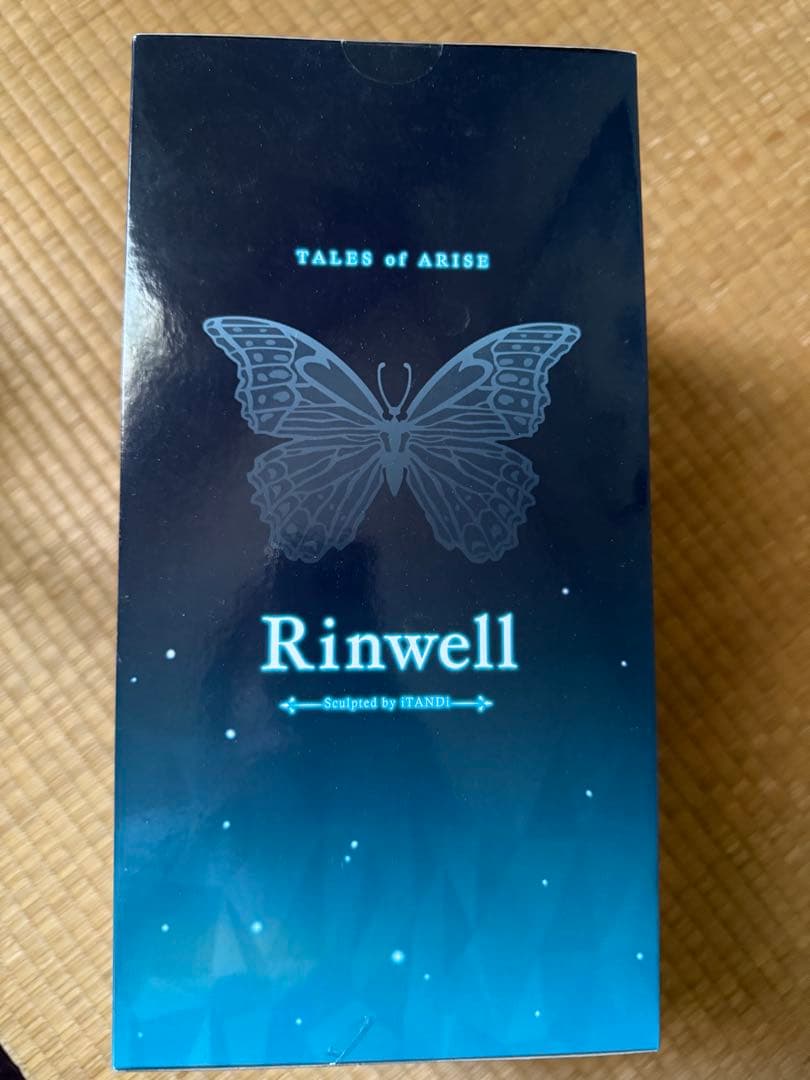 TALES of ARISE
Rinwell
Sculpted by iTANDi